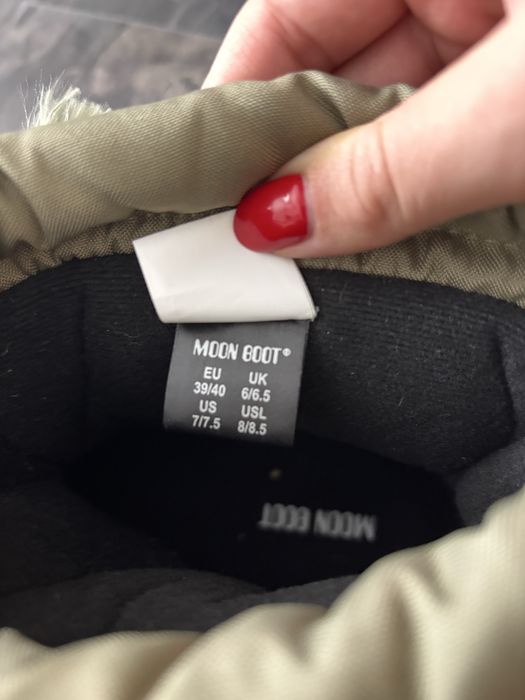 MOON BOOT®
EU UK
39/40 6/6.5
US USL
7/7.5 8/8.5
MOON BOOT